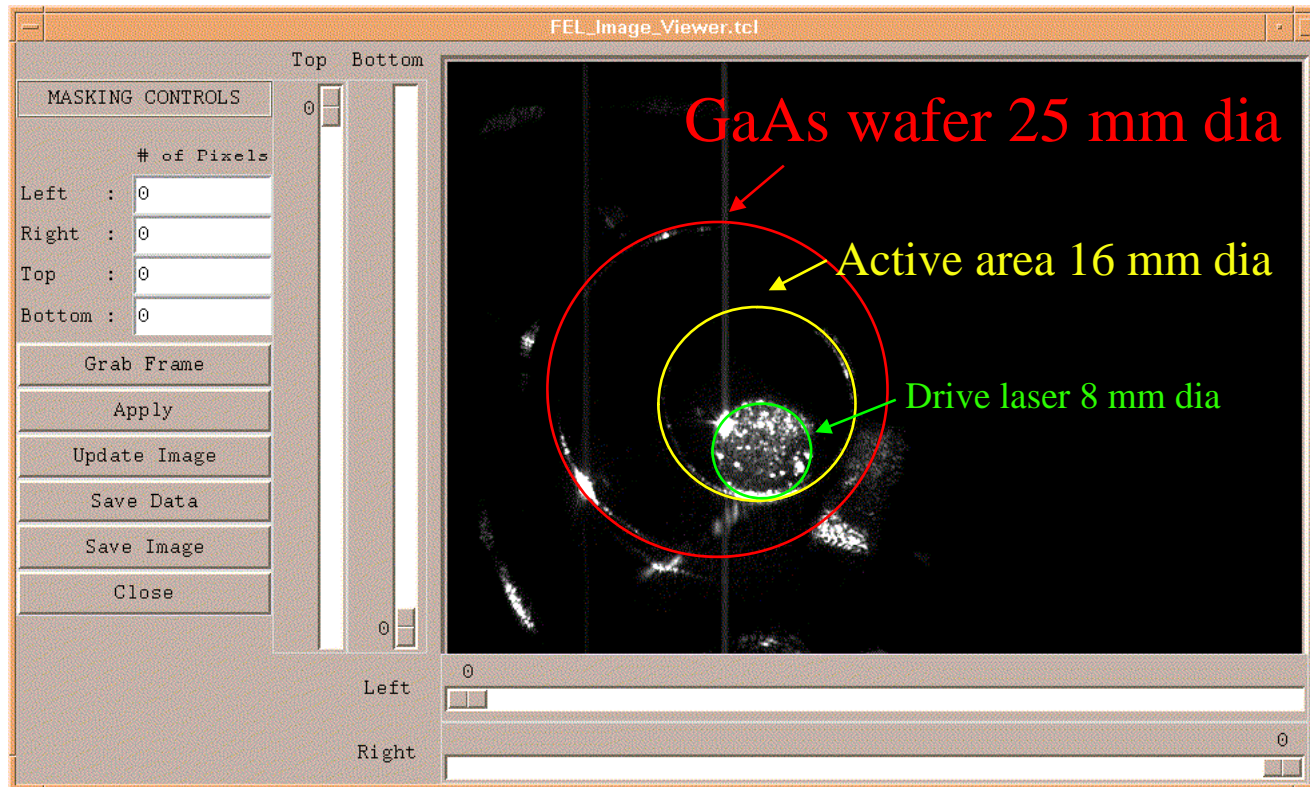 FEL_Image_Viewer.tcl
Top Bottom
MASKING CONTROLS
0
# of Pixels
Left : 0
Right : 0
Top : 0
Bottom : 0
Grab Frame
Apply
Update Image
Save Data
Save Image
Close
0
GaAs wafer 25 mm dia
Active area 16 mm dia
Drive laser 8 mm dia
0
Left
0
Right